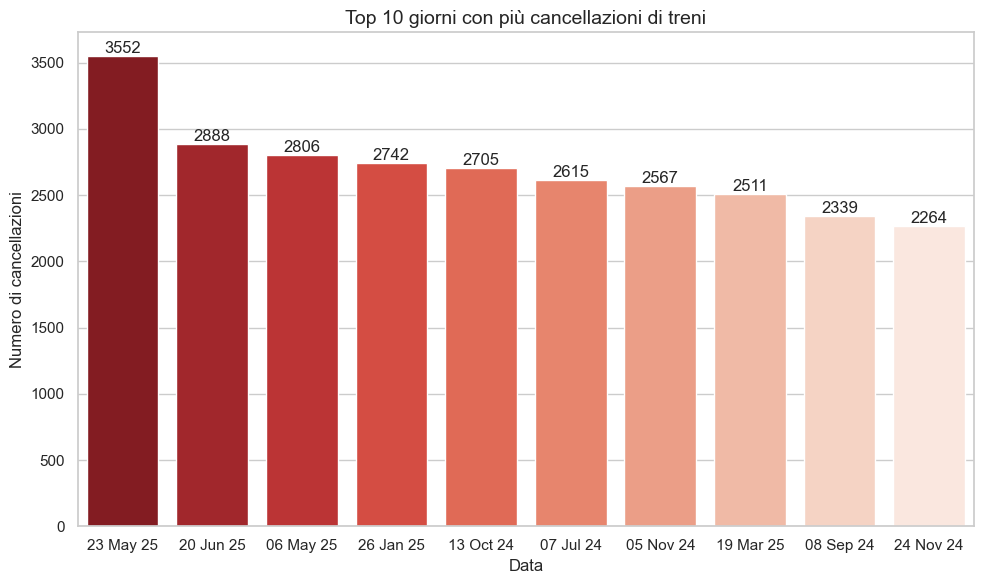 Top 10 giorni con più cancellazioni di treni
Numero di cancellazioni
3500
3000
2500
2000
1500
1000
500
0
3552
2888
2806
2742
2705
2615
2567
2511
2339
2264
23 May 25
20 Jun 25
06 May 25
26 Jan 25
13 Oct 24
07 Jul 24
05 Nov 24
19 Mar 25
08 Sep 24
24 Nov 24
Data